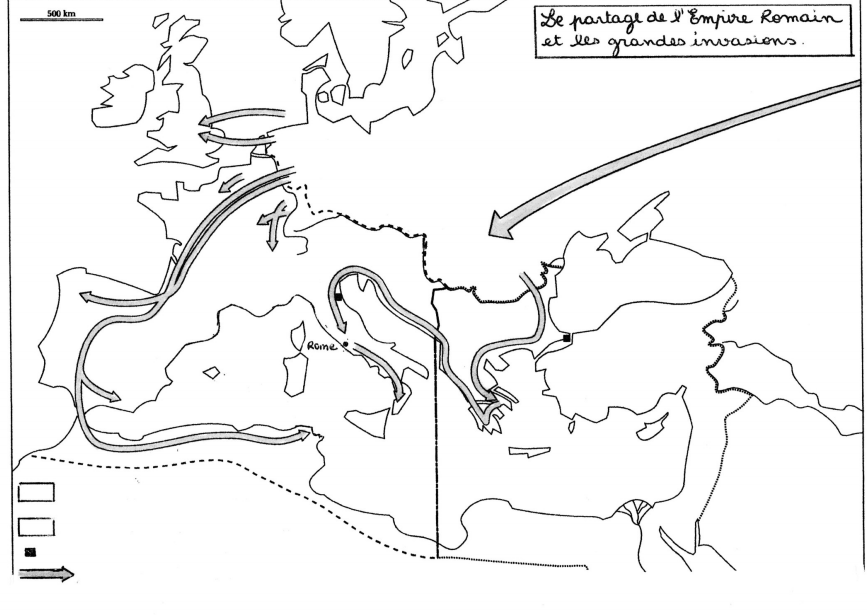 500 km
Le partage de l'Empire Romain
et les grandes invasions.
Rome